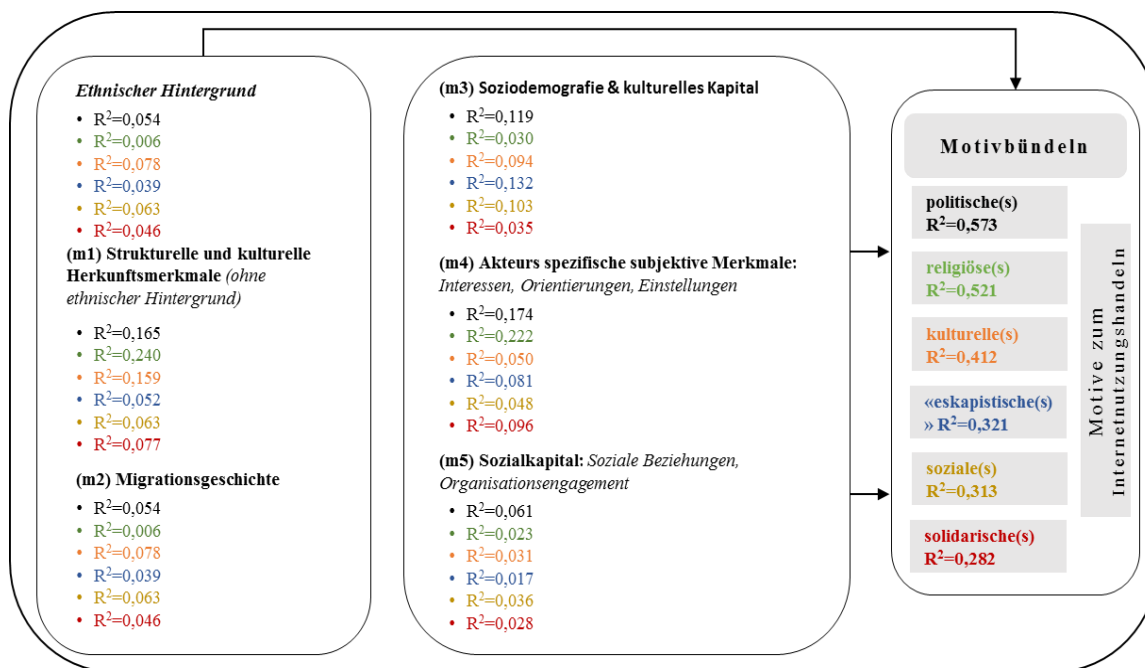 Ethnischer Hintergrund
• R²=0,054
• R²=0,006
• R²=0,078
• R²=0,039
• R²=0,063
• R²=0,046
(m1) Strukturelle und kulturelle
Herkunftsmerkmale (ohne
ethnischer Hintergrund)
• R²=0,165
• R²=0,240
• R²=0,159
• R²=0,052
• R²=0,063
• R²=0,077
(m2) Migrationsgeschichte
• R²=0,054
• R²=0,006
• R²=0,078
• R²=0,039
• R²=0,063
• R²=0,046
(m3) Soziodemografie & kulturelles Kapital
• R²=0,119
• R²=0,030
• R²=0,094
• R²=0,132
• R²=0,103
• R²=0,035
(m4) Akteurs spezifische subjektive Merkmale:
Interessen, Orientierungen, Einstellungen
• R²=0,174
• R²=0,222
• R²=0,050
• R²=0,081
• R²=0,048
• R²=0,096
(m5) Sozialkapital: Soziale Beziehungen,
Organisationsengagement
• R²=0,061
• R²=0,023
• R²=0,031
• R²=0,017
• R²=0,036
• R²=0,028
Motivbündeln
politische(s)
R²=0,573
religiöse(s)
R²=0,521
kulturelle(s)
R²=0,412
«eskapistische(s)
» R²=0,321
soziale(s)
R²=0,313
solidarische(s)
R²=0,282
Motive zum
Internetnutzungshandeln